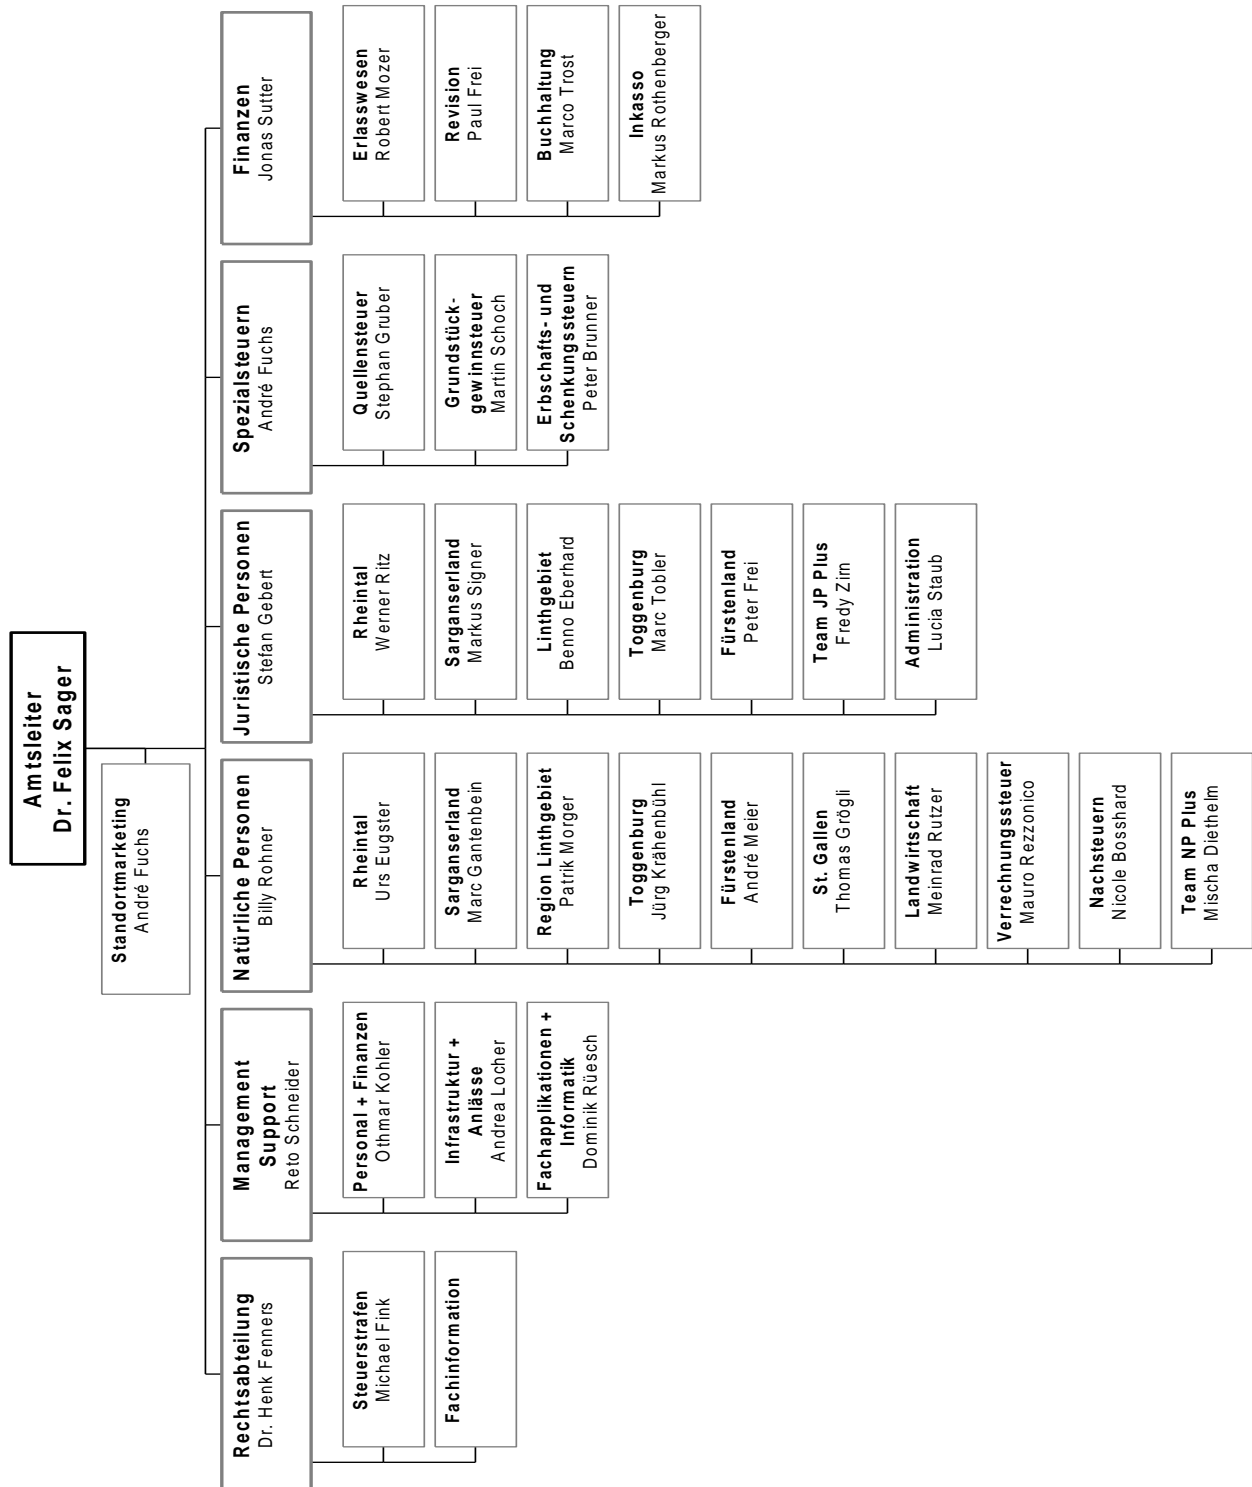 Amtsleiter
Dr. Felix Sager
Standortmarketing
André Fuchs
Rechtsabteilung
Dr. Henk Fenners
Steuerstrafen
Michael Fink
Fachinformation
Management
Support
Reto Schneider
Personal + Finanzen
Othmar Kohler
Infrastruktur +
Anlässe
Andrea Locher
Fachapplikationen +
Informatik
Dominik Rüesch
Natürliche Personen
Billy Rohner
Rheintal
Urs Eugster
Sarganserland
Marc Gantenbein
Region Linthgebiet
Patrik Morger
Toggenburg
Jürg Krähenbühl
Fürstenland
André Meier
St. Gallen
Thomas Grögli
Landwirtschaft
Meinrad Rutzer
Verrechnungssteuer
Mauro Rezzonico
Nachsteuern
Nicole Bosshard
Team NP Plus
Mischa Diethelm
Juristische Personen
Stefan Gebert
Rheintal
Werner Ritz
Sarganserland
Markus Signer
Linthgebiet
Benno Eberhard
Toggenburg
Marc Tobler
Fürstenland
Peter Frei
Team JP Plus
Fredy Zirn
Administration
Lucia Staub
Spezialsteuern
André Fuchs
Quellensteuer
Stephan Gruber
Grundstück-
gewinnsteuer
Martin Schoch
Erbschafts- und
Schenkungssteuern
Peter Brunner
Finanzen
Jonas Sutter
Erlasswesen
Robert Mozer
Revision
Paul Frei
Buchhaltung
Marco Trost
Inkasso
Markus Rothenberger